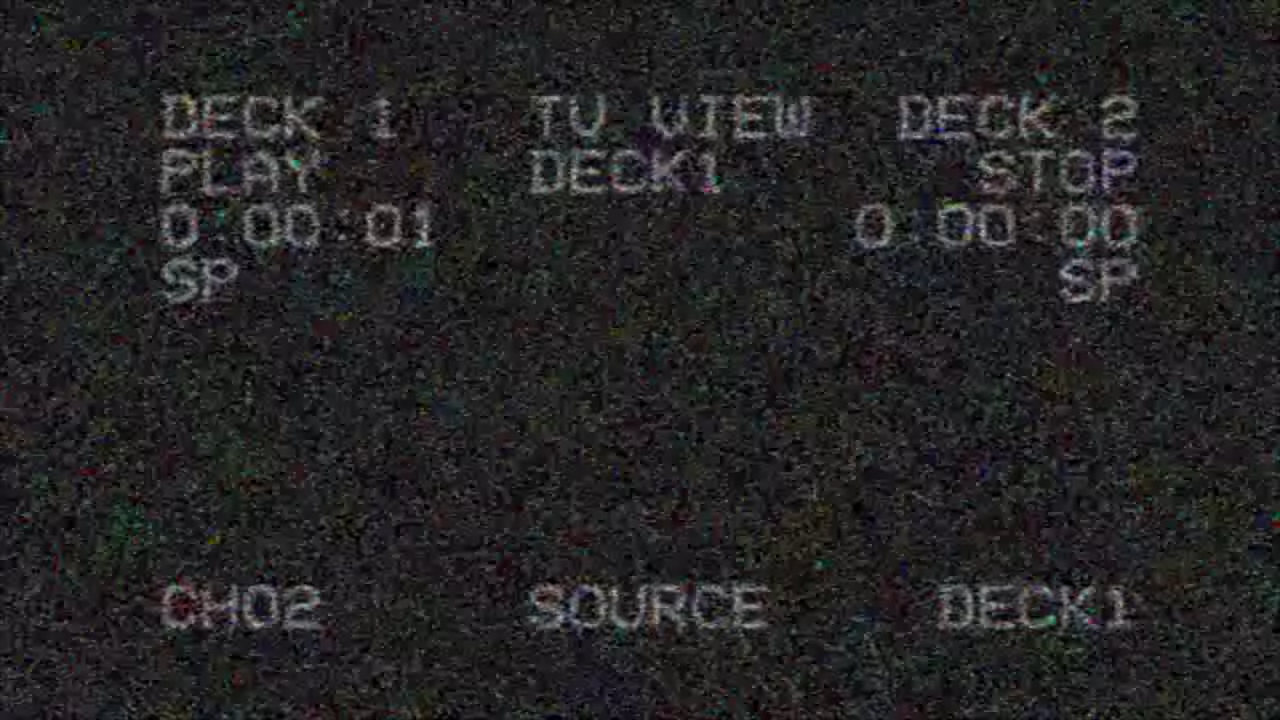 DECK 1 TV VIEW DECK 2
PLAY DECK1 STOP
0:00:01 0:00:00
SP SP
CH02 SOURCE DECK1